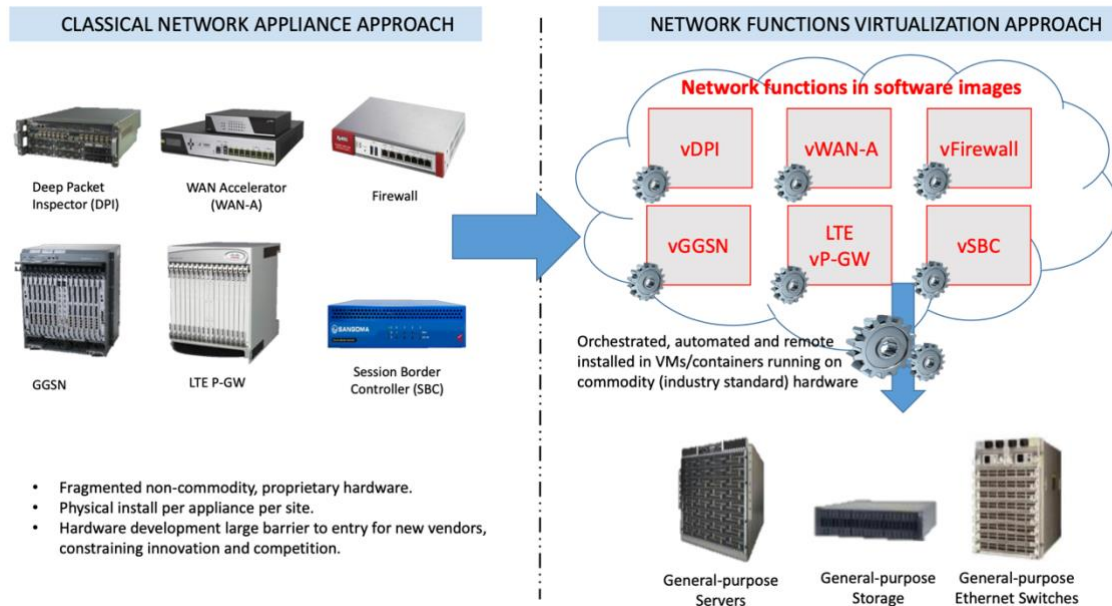 CLASSICAL NETWORK APPLIANCE APPROACH
Deep Packet
Inspector (DPI)
WAN Accelerator
(WAN-A)
Firewall
GGSN
LTE P-GW
SANGOMA
Session Border
Controller (SBC)
• Fragmented non-commodity, proprietary hardware.
• Physical install per appliance per site.
• Hardware development large barrier to entry for new vendors,
constraining innovation and competition.
NETWORK FUNCTIONS VIRTUALIZATION APPROACH
Network functions in software images
vDPI
vWAN-A
vFirewall
vGGSN
LTE
vP-GW
vSBC
Orchestrated, automated and remote
installed in VMs/containers running on
commodity (industry standard) hardware
General-purpose
Servers
General-purpose
Storage
General-purpose
Ethernet Switches